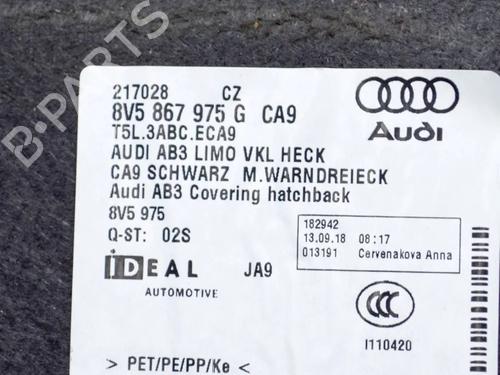 217028 CZ
8V5 867 975 G CA9
T5L.3ABC.ECA9
AUDI AB3 LIMO VKL HECK
CA9 SCHWARZ M.WARNDREIECK
Audi AB3 Covering hatchback
8V5 975
Q-ST: 02S
Audi
182942
13.09.18 08:17
013191 Cervenakova Anna
IDEAL JA9
AUTOMOTIVE
CCC
I110420
> PET/PE/PP/Ke <
B-PARTS